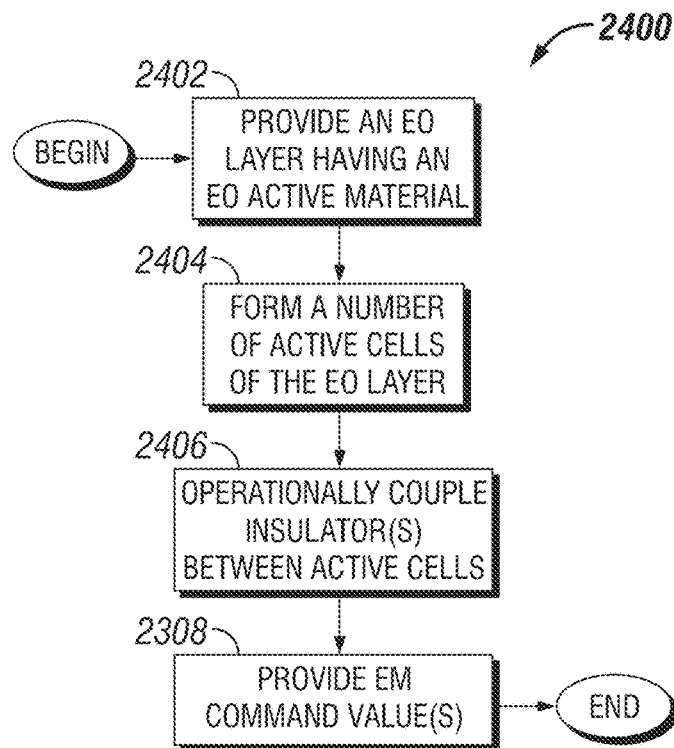 2400
2402
BEGIN
PROVIDE AN EO
LAYER HAVING AN
EO ACTIVE MATERIAL
2404
FORM A NUMBER
OF ACTIVE CELLS
OF THE EO LAYER
2406
OPERATIONALLY COUPLE
INSULATOR(S)
BETWEEN ACTIVE CELLS
2308
PROVIDE EM
COMMAND VALUE(S)
END